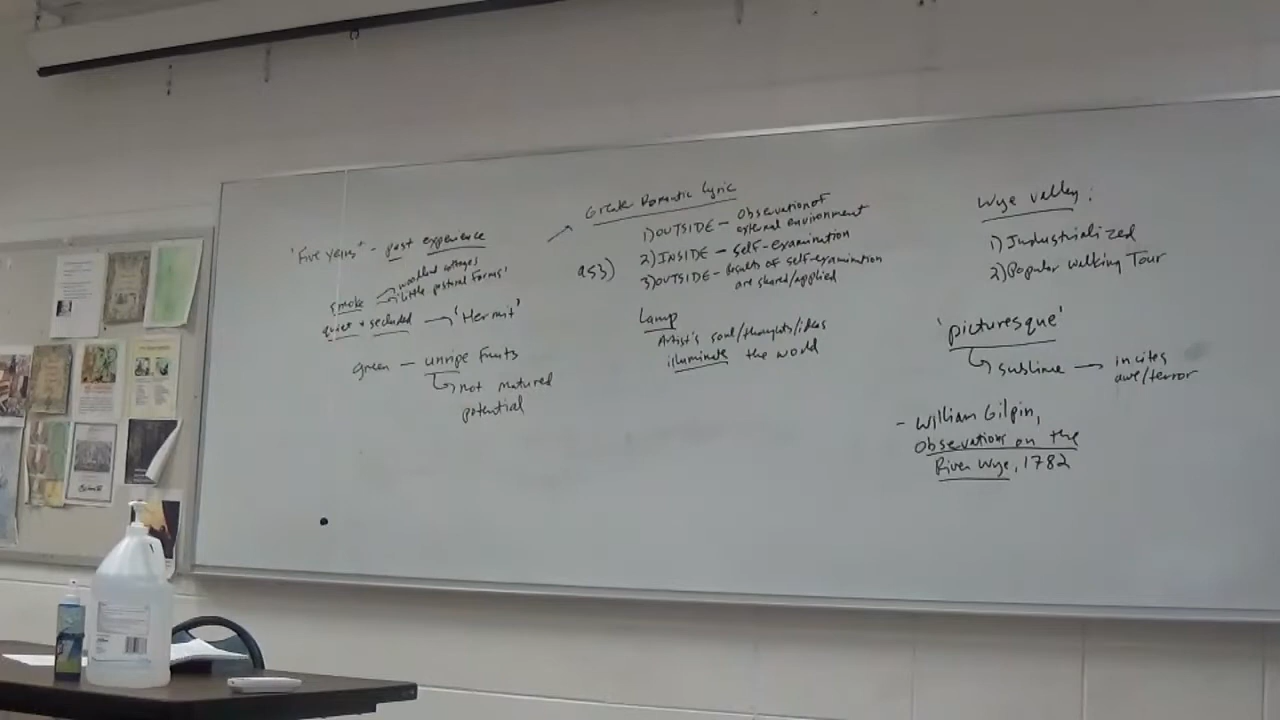 'Five years' - past experience
smoke
woodland cottages
'little pastoral farms'
quiet + secluded → 'Hermit'
green - unripe fruits
not matured
potential
Greater Romantic Lyric
1) OUTSIDE - Observation of
external environment
2) INSIDE - self-examination
3) OUTSIDE - Results of self-examination
are shared/applied
Lamp
Artist's soul/thoughts/ideas
illuminate the world
Wye Valley:
1) Industrialized
2) Popular Walking Tour
'picturesque'
sublime → incites
awe/terror
- William Gilpin,
Observations on the
River Wye, 1782